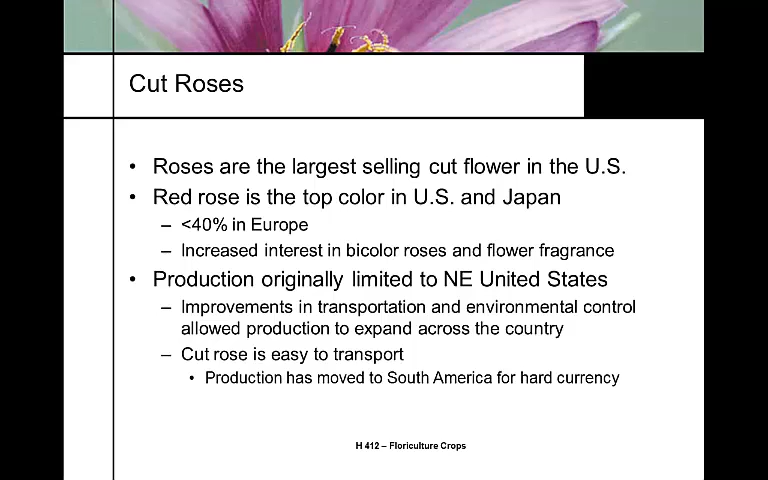 Cut Roses
• Roses are the largest selling cut flower in the U.S.
• Red rose is the top color in U.S. and Japan
– <40% in Europe
– Increased interest in bicolor roses and flower fragrance
• Production originally limited to NE United States
– Improvements in transportation and environmental control
allowed production to expand across the country
– Cut rose is easy to transport
• Production has moved to South America for hard currency
H 412 – Floriculture Crops